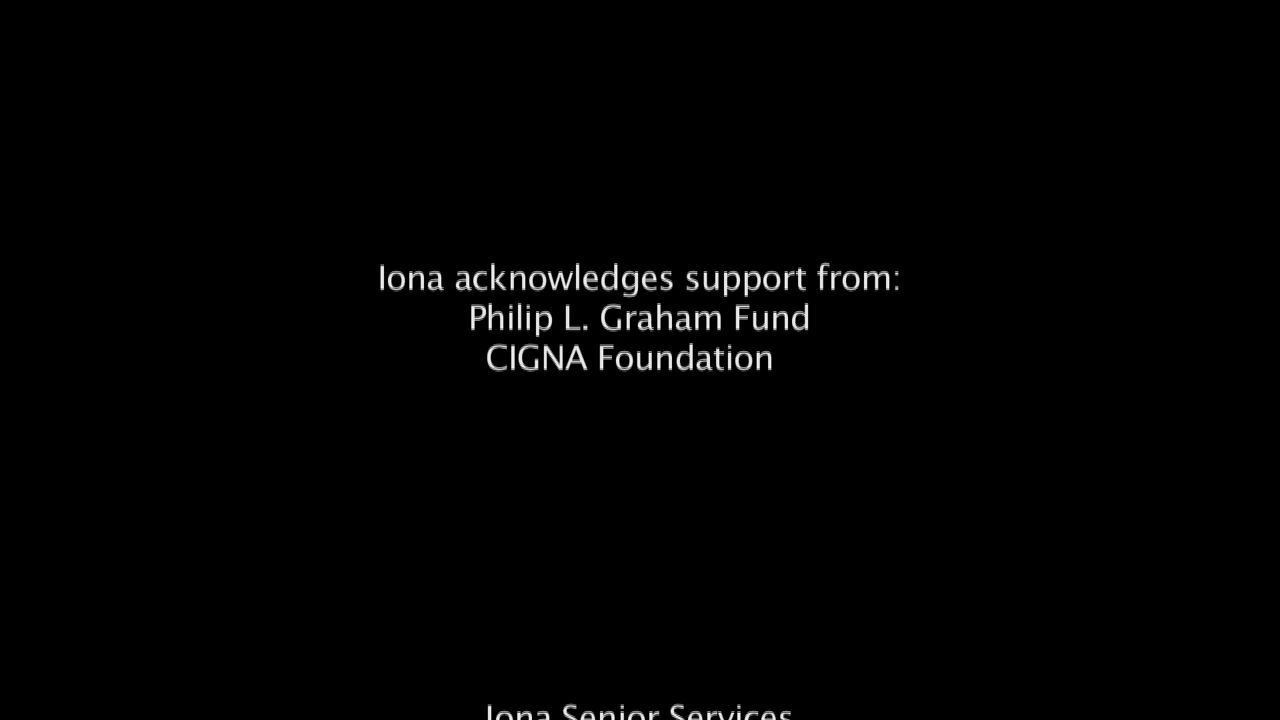 Iona acknowledges support from:
Philip L. Graham Fund
CIGNA Foundation
Iona Senior Services